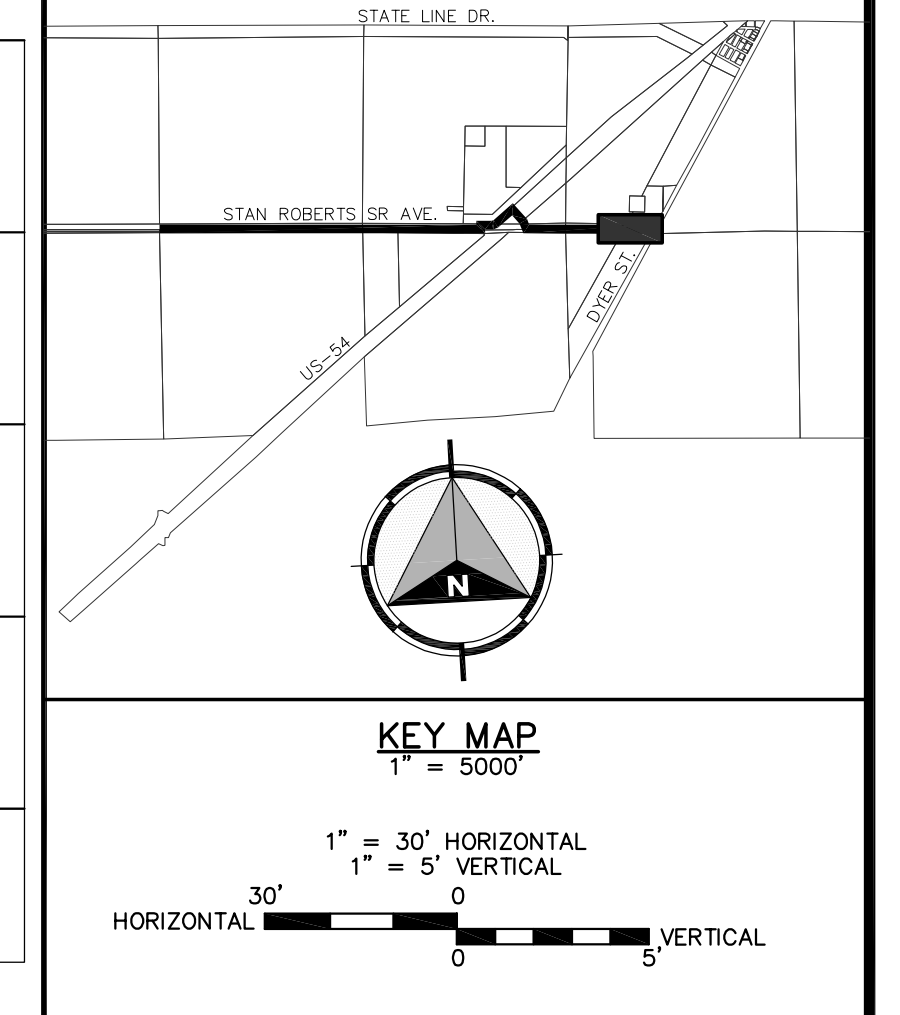 STATE LINE DR.
STAN ROBERTS SR AVE.
DYER ST.
US-54
N
KEY MAP
1" = 5000'
1" = 30' HORIZONTAL
1" = 5' VERTICAL
30' 0
HORIZONTAL
VERTICAL
0 5'